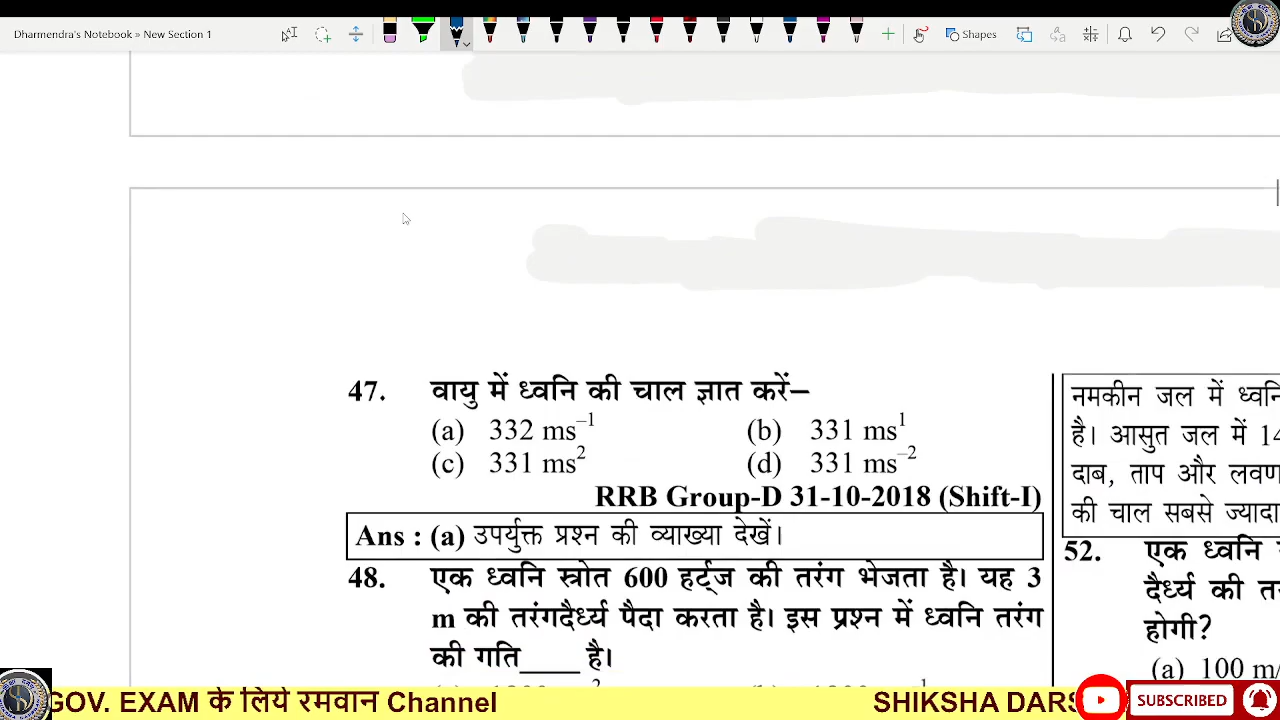 Dharmendra's Notebook » New Section 1
Shapes
47. वायु में ध्वनि की चाल ज्ञात करें–
(a) 332 ms⁻¹ (b) 331 ms¹
(c) 331 ms² (d) 331 ms⁻²
RRB Group-D 31-10-2018 (Shift-I)
Ans : (a) उपर्युक्त प्रश्न की व्याख्या देखें।
48. एक ध्वनि स्त्रोत 600 हर्ट्ज की तरंग भेजता है। यह 3
m की तरंगदैर्ध्य पैदा करता है। इस प्रश्न में ध्वनि तरंग
की गति____ है।
नमकीन जल में ध्वनि
है। आसुत जल में 14
दाब, ताप और लवण
की चाल सबसे ज्यादा
52. एक ध्वनि
दैर्ध्य की त
होगी?
(a) 100 m/
GOV. EXAM के लिये रमवान Channel
SHIKSHA DARS
SUBSCRIBED